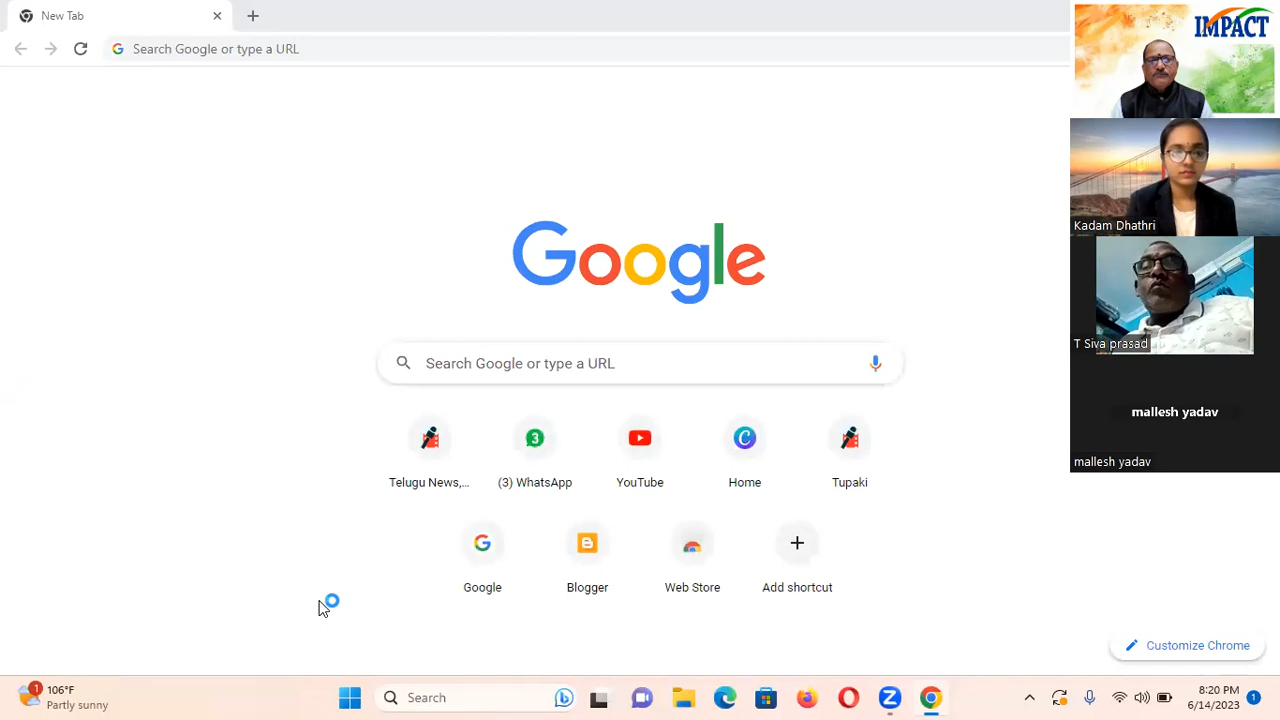 New Tab
Search Google or type a URL
Google
Search Google or type a URL
Telugu News,...
(3) WhatsApp
YouTube
Home
Tupaki
Google
Blogger
Web Store
Add shortcut
Customize Chrome
IMPACT
Kadam Dhathri
T Siva prasad
mallesh yadav
mallesh yadav
1
106°F
Partly sunny
Search
8:20 PM
6/14/2023
1